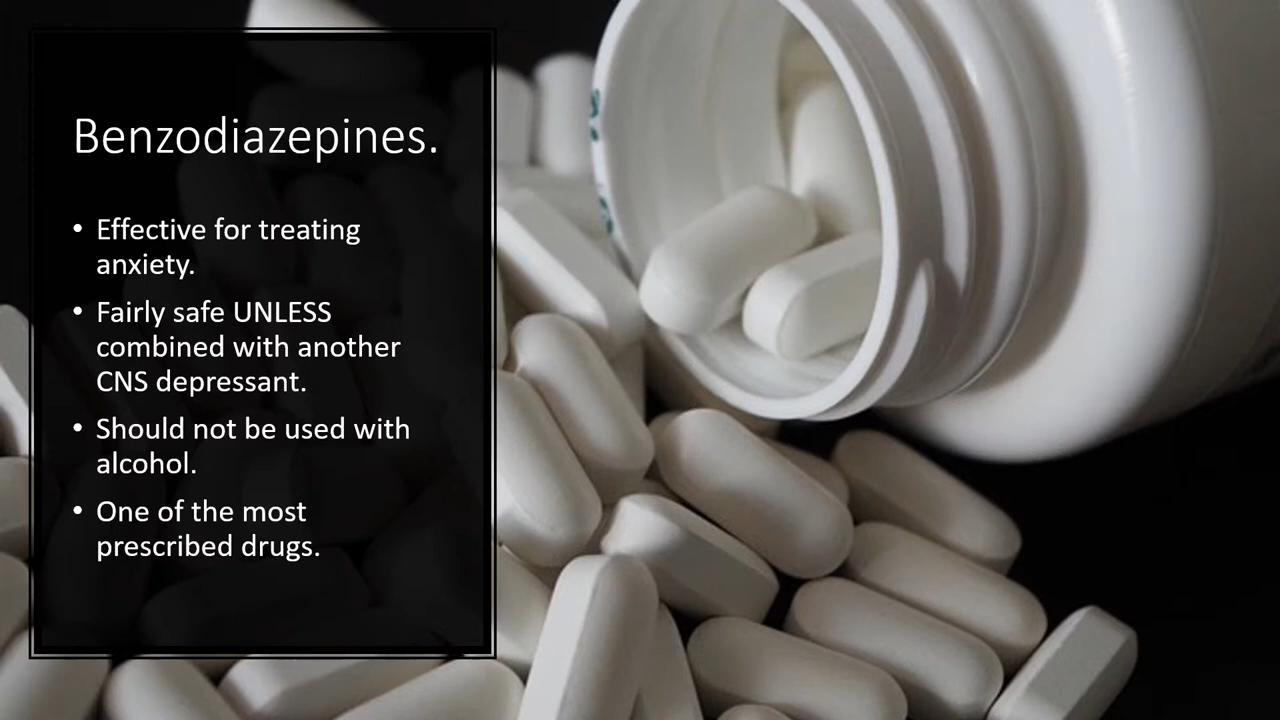 Benzodiazepines.
• Effective for treating
anxiety.
• Fairly safe UNLESS
combined with another
CNS depressant.
• Should not be used with
alcohol.
• One of the most
prescribed drugs.